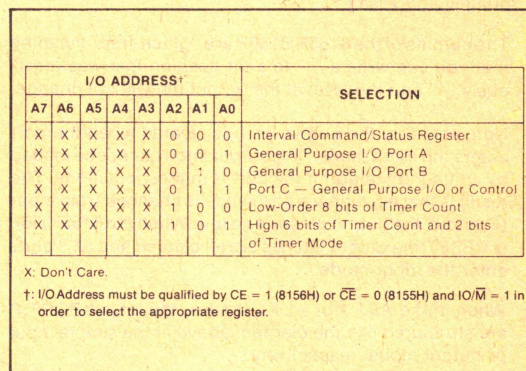 I/O ADDRESS†
SELECTION
A7 A6 A5 A4 A3 A2 A1 A0
X X X X X 0 0 0 Interval Command/Status Register
X X X X X 0 0 1 General Purpose I/O Port A
X X X X X 0 1 0 General Purpose I/O Port B
X X X X X 0 1 1 Port C — General Purpose I/O or Control
X X X X X 1 0 0 Low-Order 8 bits of Timer Count
X X X X X 1 0 1 High 6 bits of Timer Count and 2 bits
of Timer Mode
X: Don't Care.
†: I/O Address must be qualified by CE = 1 (8156H) or C̅E̅ = 0 (8155H) and IO/M̅ = 1 in
order to select the appropriate register.